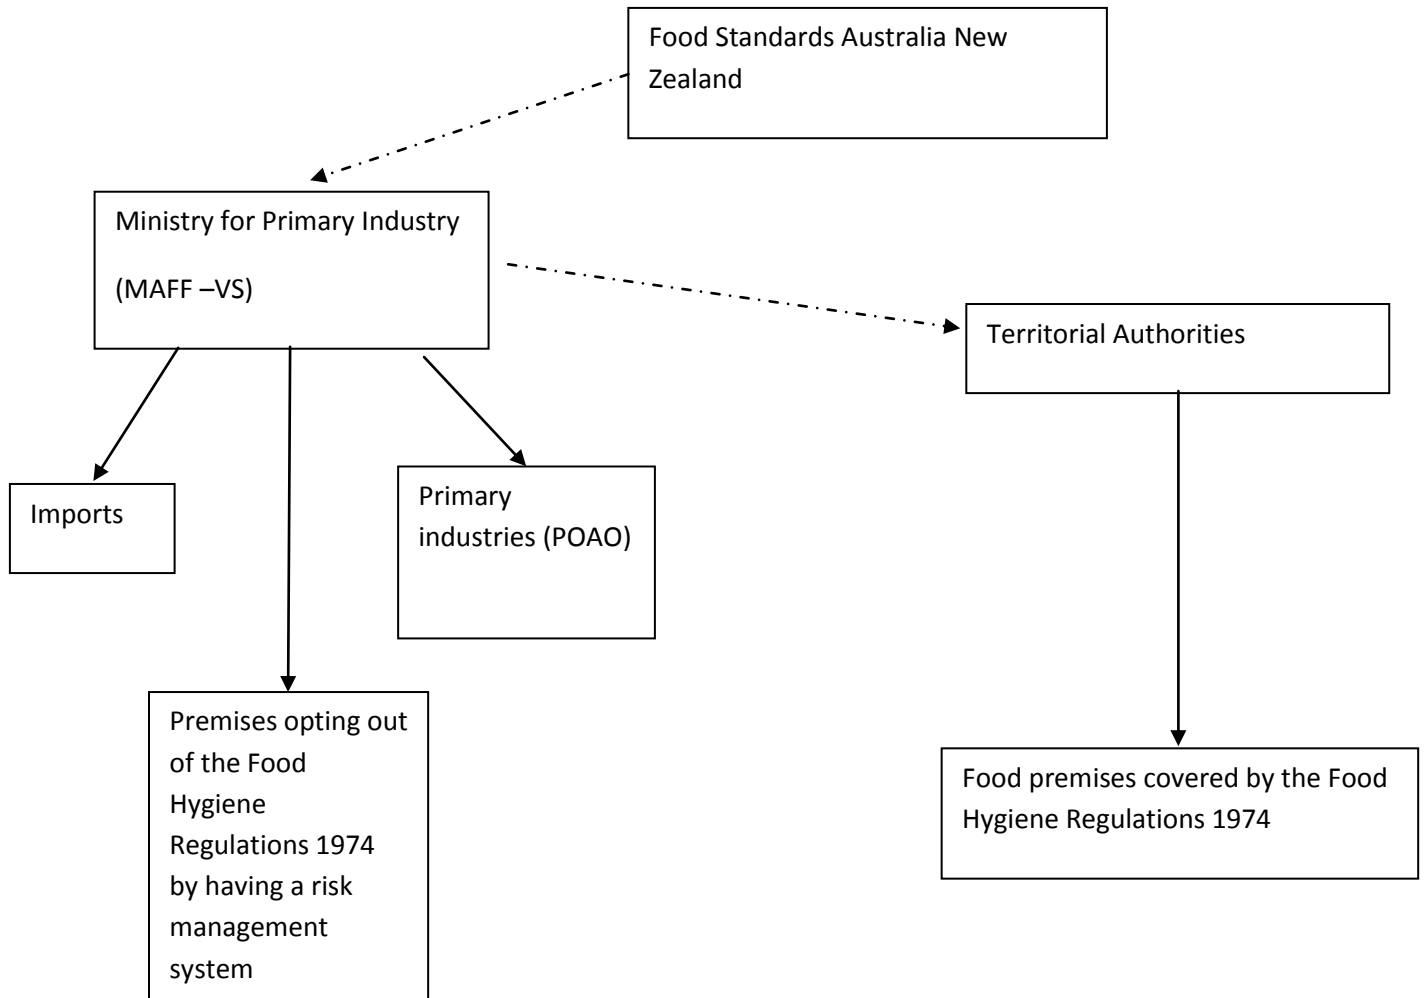 Food Standards Australia New
Zealand
Ministry for Primary Industry
(MAFF –VS)
Territorial Authorities
Imports
Primary
industries (POAO)
Premises opting out
of the Food
Hygiene
Regulations 1974
by having a risk
management
system
Food premises covered by the Food
Hygiene Regulations 1974